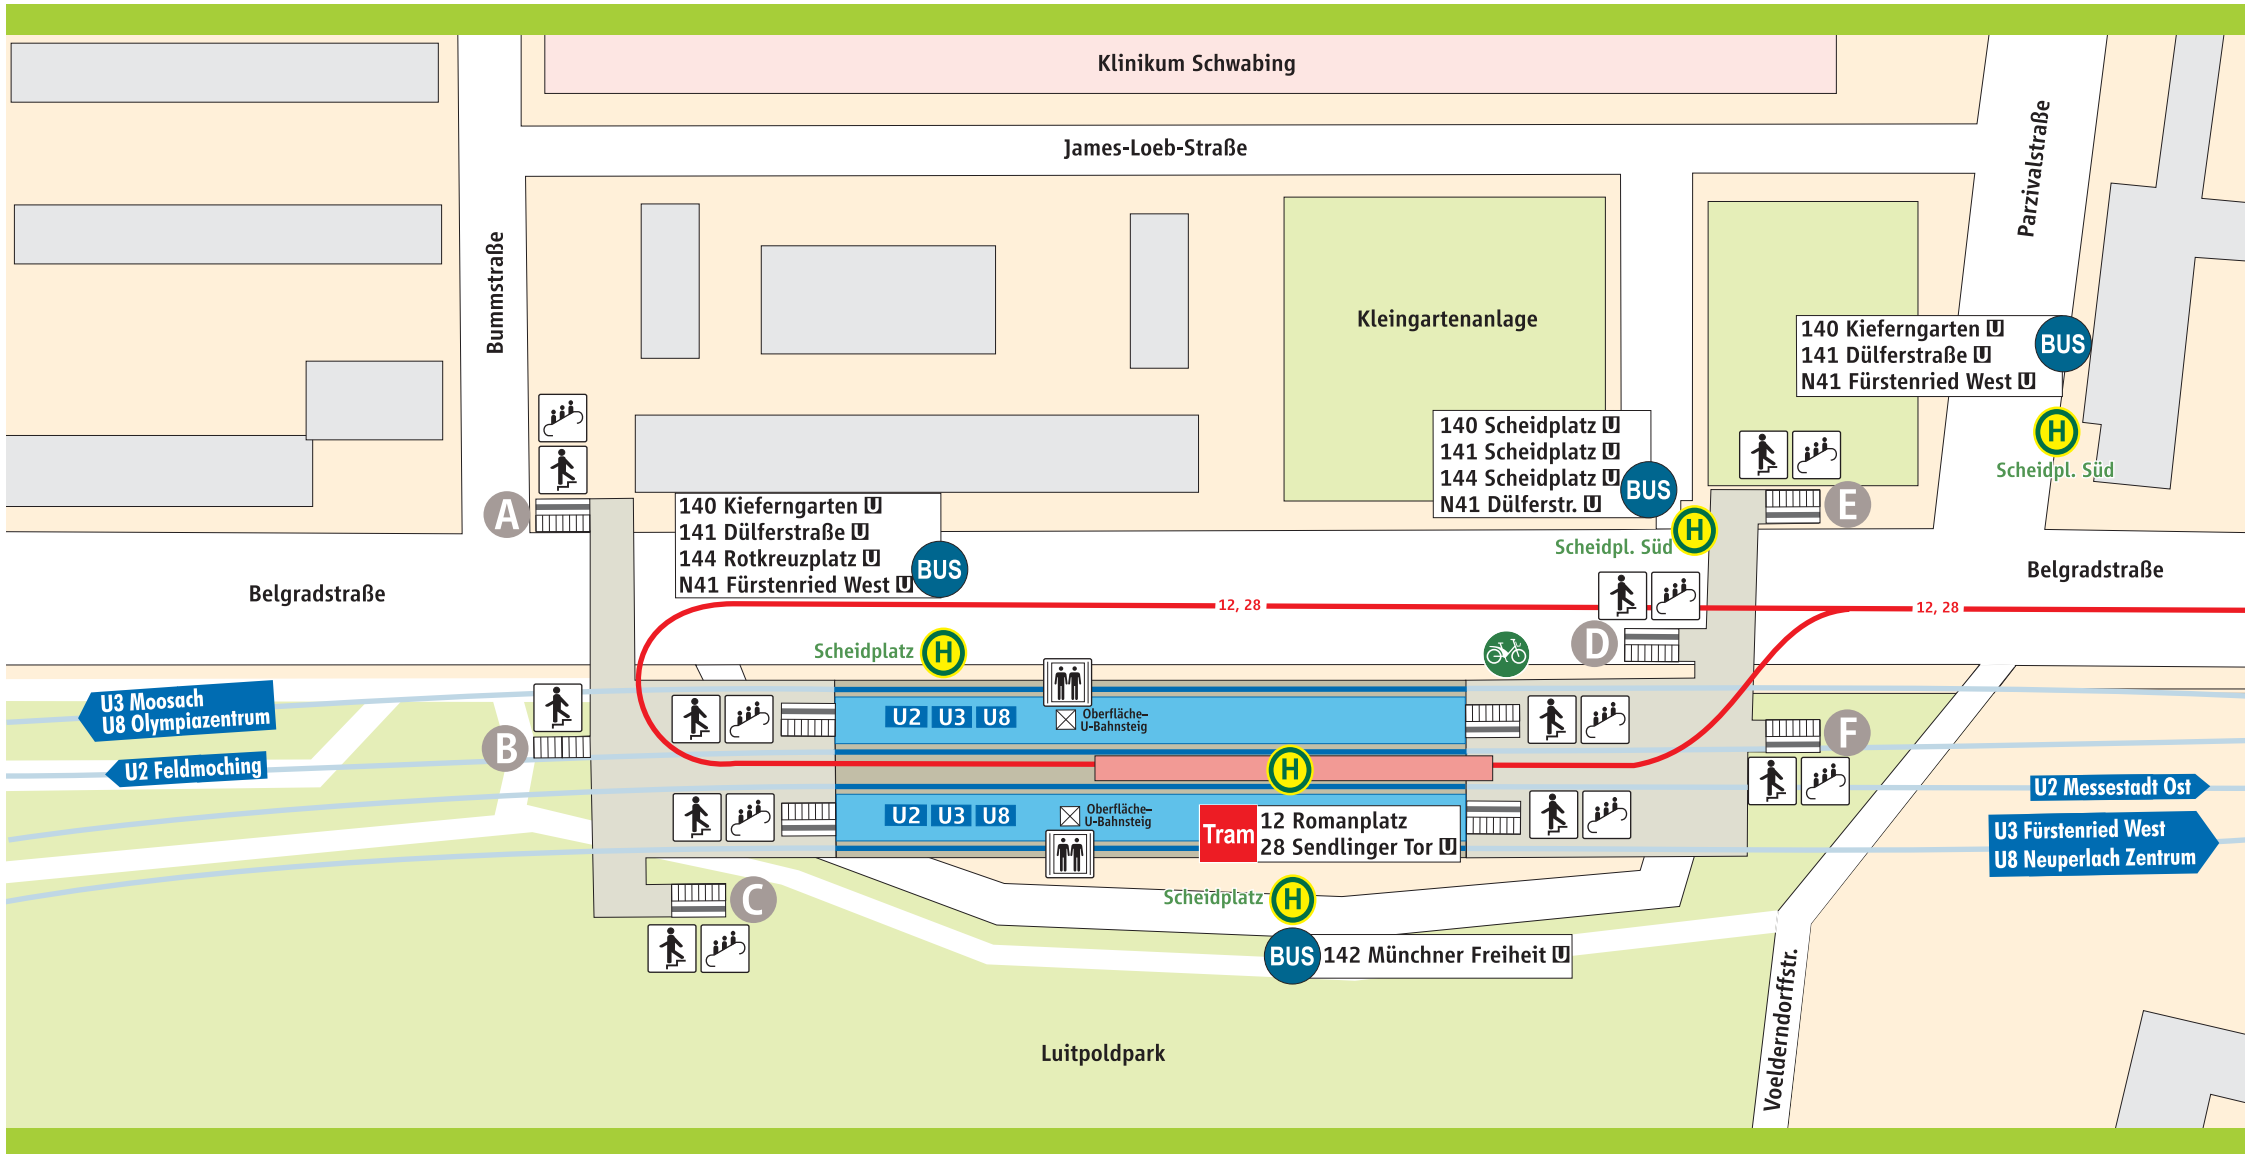 Klinikum Schwabing
James-Loeb-Straße
Parzivalstraße
Bummstraße
Kleingartenanlage
140 Kieferngarten U
141 Dülferstraße U
N41 Fürstenried West U
BUS
H
Scheidpl. Süd
140 Scheidplatz U
141 Scheidplatz U
144 Scheidplatz U
N41 Dülferstr. U
BUS
H
Scheidpl. Süd
A
E
140 Kieferngarten U
141 Dülferstraße U
144 Rotkreuzplatz U
N41 Fürstenried West U
BUS
Belgradstraße
Belgradstraße
12, 28
12, 28
Scheidplatz H
D
U3 Moosach
U8 Olympiazentrum
U2 Feldmoching
B
U2 U3 U8
Oberfläche–
U-Bahnsteig
F
H
U2 Messestadt Ost
U3 Fürstenried West
U8 Neuperlach Zentrum
U2 U3 U8
Oberfläche–
U-Bahnsteig
Tram
12 Romanplatz
28 Sendlinger Tor U
C
Scheidplatz H
BUS 142 Münchner Freiheit U
Luitpoldpark
Voelderndorffstr.